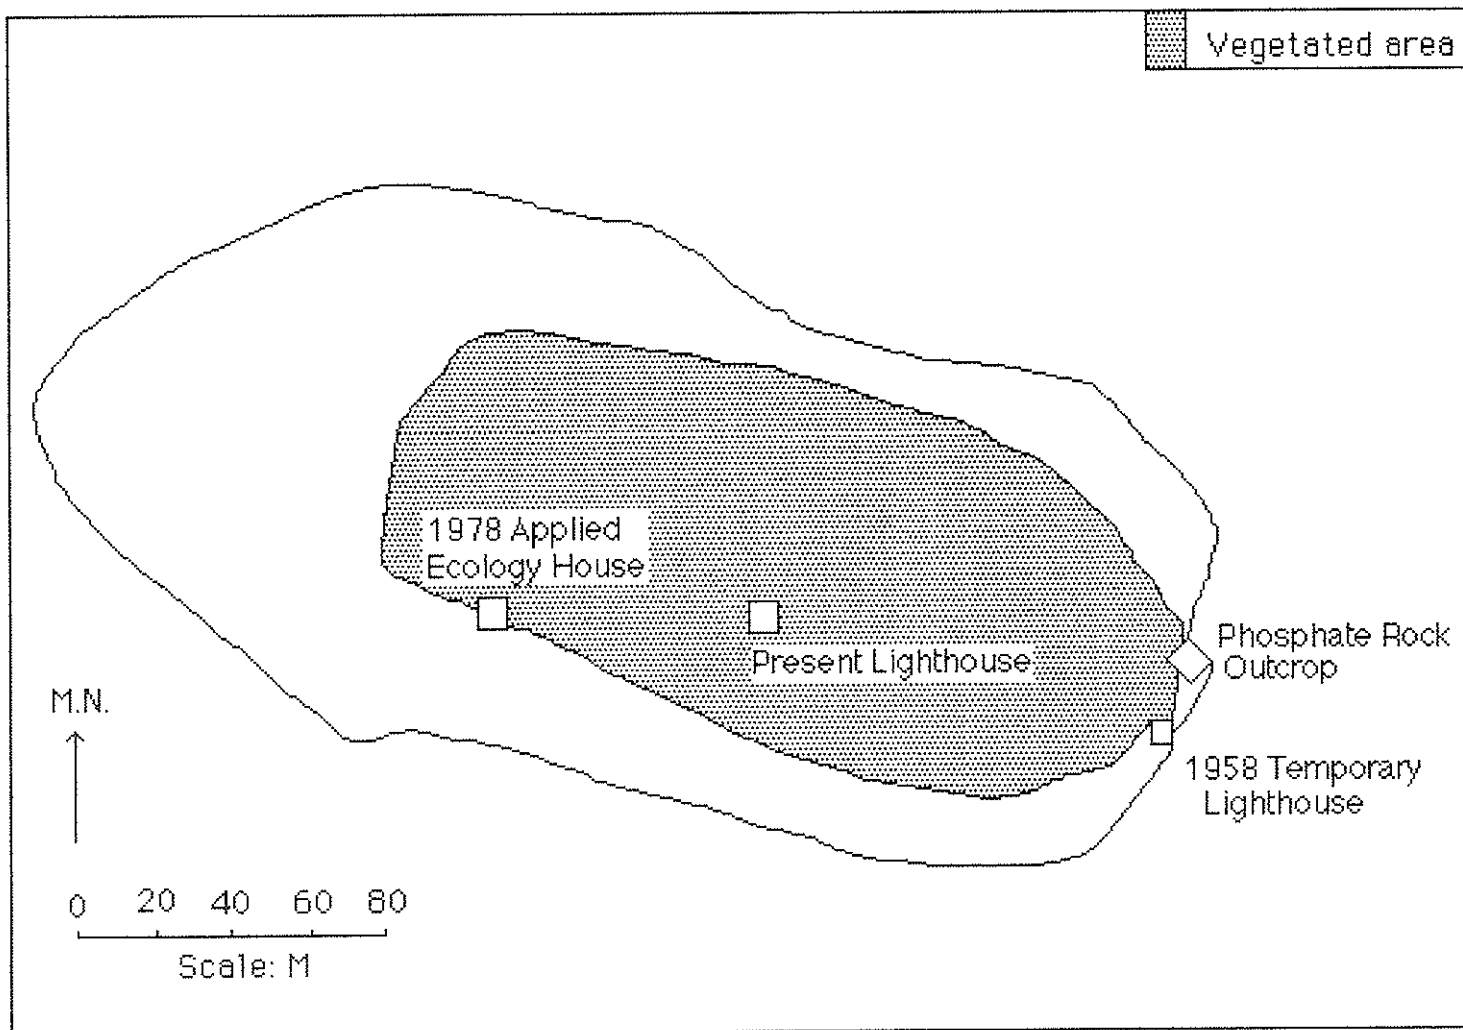 Vegetated area
1978 Applied
Ecology House
Present Lighthouse
Phosphate Rock
Outcrop
1958 Temporary
Lighthouse
M.N.
0 20 40 60 80
Scale: M